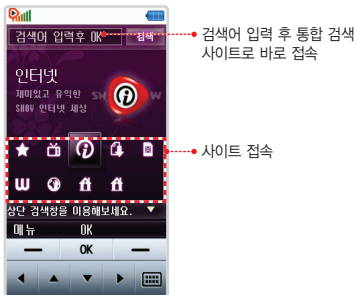 검색어 입력후 OK
검색
검색어 입력 후 통합 검색
사이트로 바로 접속
인터넷
재미있고 유익한
SHOW 인터넷 세상
SH W
사이트 접속
상단 검색창을 이용해보세요.
메뉴 OK
OK